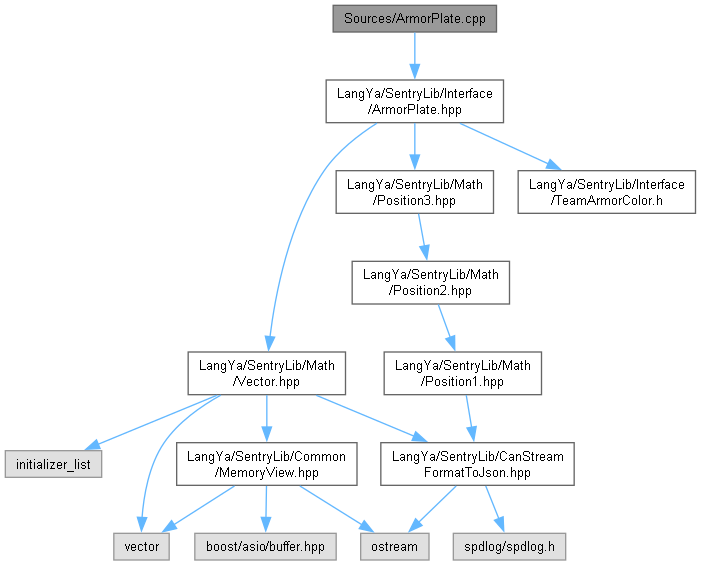 Sources/ArmorPlate.cpp
LangYa/SentryLib/Interface
/ArmorPlate.hpp
LangYa/SentryLib/Math
/Position3.hpp
LangYa/SentryLib/Interface
/TeamArmorColor.h
LangYa/SentryLib/Math
/Position2.hpp
LangYa/SentryLib/Math
/Vector.hpp
LangYa/SentryLib/Math
/Position1.hpp
initializer_list
LangYa/SentryLib/Common
/MemoryView.hpp
LangYa/SentryLib/CanStream
FormatToJson.hpp
vector
boost/asio/buffer.hpp
ostream
spdlog/spdlog.h